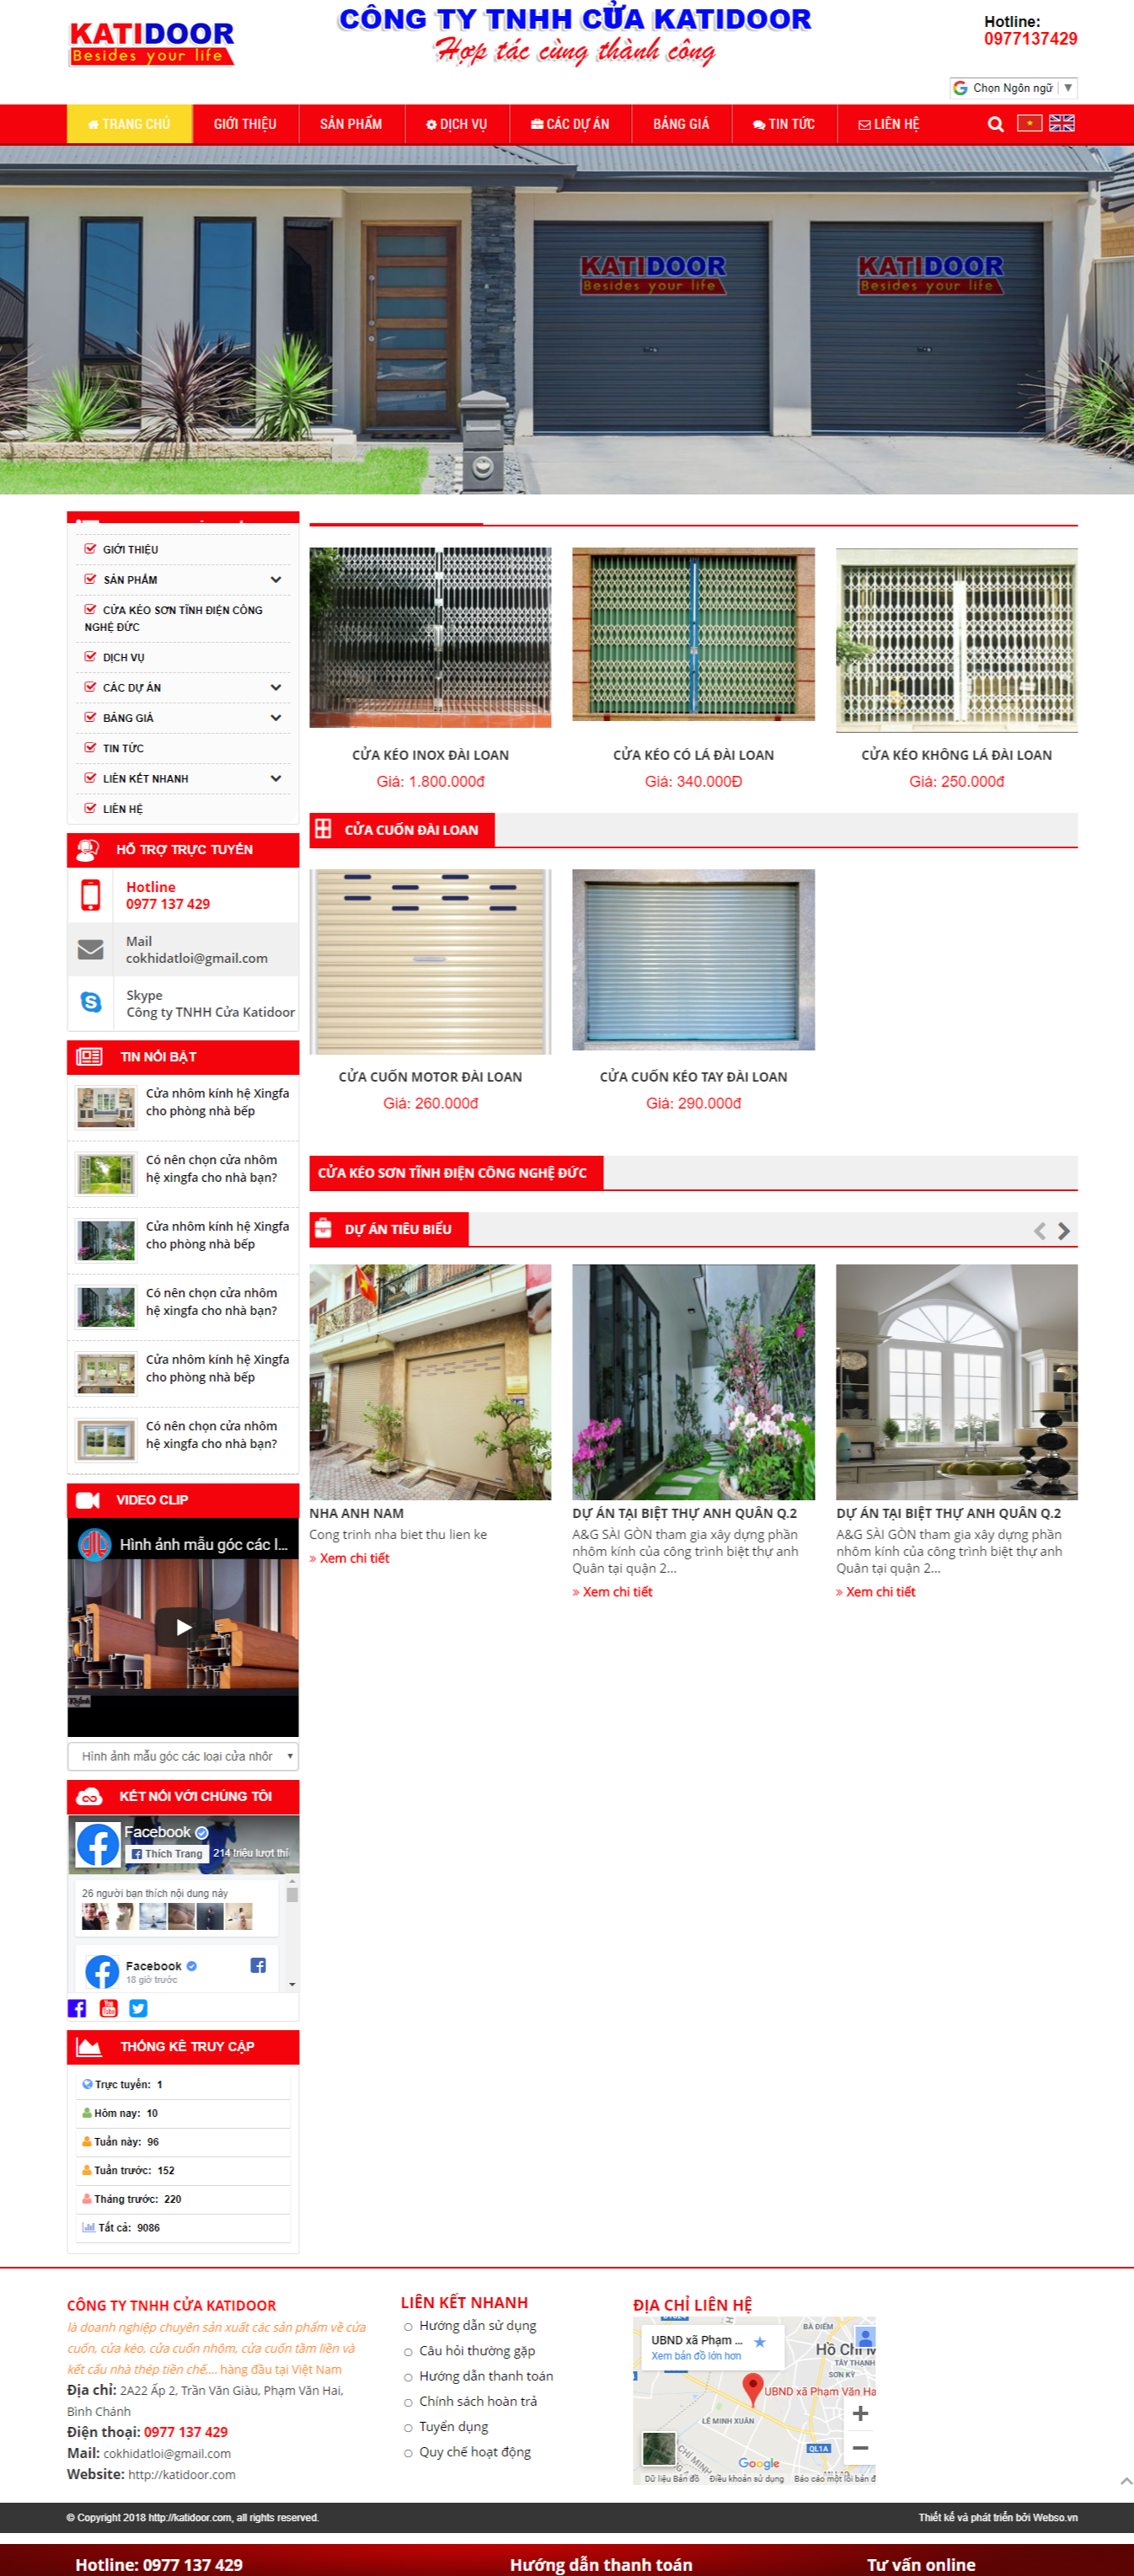 KATIDOOR
Besides your life
CÔNG TY TNHH CỬA KATIDOOR
Hợp tác cùng thành công
Hotline:
0977137429
Chọn Ngôn ngữ ▼
TRANG CHỦ
GIỚI THIỆU
SẢN PHẨM
DỊCH VỤ
CÁC DỰ ÁN
BẢNG GIÁ
TIN TỨC
LIÊN HỆ
KATIDOOR
Besides your life
KATIDOOR
Besides your life
GIỚI THIỆU
SẢN PHẨM
CỬA KÉO SƠN TĨNH ĐIỆN CÔNG
NGHỆ ĐỨC
DỊCH VỤ
CÁC DỰ ÁN
BẢNG GIÁ
TIN TỨC
LIÊN KẾT NHANH
LIÊN HỆ
HỖ TRỢ TRỰC TUYẾN
Hotline
0977 137 429
Mail
cokhidatloi@gmail.com
Skype
Công ty TNHH Cửa Katidoor
TIN NỔI BẬT
Cửa nhôm kính hệ Xingfa
cho phòng nhà bếp
Có nên chọn cửa nhôm
hệ xingfa cho nhà bạn?
Cửa nhôm kính hệ Xingfa
cho phòng nhà bếp
Có nên chọn cửa nhôm
hệ xingfa cho nhà bạn?
Cửa nhôm kính hệ Xingfa
cho phòng nhà bếp
Có nên chọn cửa nhôm
hệ xingfa cho nhà bạn?
VIDEO CLIP
Hình ảnh mẫu góc các l...
Hình ảnh mẫu góc các loại cửa nhôr
KẾT NỐI VỚI CHÚNG TÔI
Facebook
Thích Trang
214 triệu lượt thí
26 người bạn thích nội dung này
Facebook
18 giờ trước
THỐNG KÊ TRUY CẬP
Trực tuyến: 1
Hôm nay: 10
Tuần này: 96
Tuần trước: 152
Tháng trước: 220
Tất cả: 9086
CỬA KÉO INOX ĐÀI LOAN
Giá: 1.800.000đ
CỬA KÉO CÓ LÁ ĐÀI LOAN
Giá: 340.000Đ
CỬA KÉO KHÔNG LÁ ĐÀI LOAN
Giá: 250.000đ
CỬA CUỐN ĐÀI LOAN
CỬA CUỐN MOTOR ĐÀI LOAN
Giá: 260.000đ
CỬA CUỐN KÉO TAY ĐÀI LOAN
Giá: 290.000đ
CỬA KÉO SƠN TĨNH ĐIỆN CÔNG NGHỆ ĐỨC
DỰ ÁN TIÊU BIỂU
NHA ANH NAM
Cong trinh nha biet thu lien ke
» Xem chi tiết
DỰ ÁN TẠI BIỆT THỰ ANH QUÂN Q.2
A&G SÀI GÒN tham gia xây dựng phần
nhôm kính của công trình biệt thự anh
Quân tại quận 2...
» Xem chi tiết
DỰ ÁN TẠI BIỆT THỰ ANH QUÂN Q.2
A&G SÀI GÒN tham gia xây dựng phần
nhôm kính của công trình biệt thự anh
Quân tại quận 2...
» Xem chi tiết
CÔNG TY TNHH CỬA KATIDOOR
là doanh nghiệp chuyên sản xuất các sản phẩm về cửa
cuốn, cửa kéo, cửa cuốn nhôm, cửa cuốn tấm liền và
kết cấu nhà thép tiền chế.... hàng đầu tại Việt Nam
Địa chỉ: 2A22 Ấp 2, Trần Văn Giàu, Phạm Văn Hai,
Bình Chánh
Điện thoại: 0977 137 429
Mail: cokhidatloi@gmail.com
Website: http://katidoor.com
LIÊN KẾT NHANH
Hướng dẫn sử dụng
Câu hỏi thường gặp
Hướng dẫn thanh toán
Chính sách hoàn trả
Tuyển dụng
Quy chế hoạt động
ĐỊA CHỈ LIÊN HỆ
UBND xã Phạm ...
Xem bản đồ lớn hơn
BÀ ĐIỂM
Hồ Chí M
TÂY THẠNH
SƠN KỲ
UBND xã Phạm Văn Ha
LÊ MINH XUÂN
QL1A
CHÍ MINH
Google
Dữ liệu Bản đồ
Điều khoản sử dụng
Báo cáo một lỗi bản đ
© Copyright 2018 http://katidoor.com, all rights reserved.
Thiết kế và phát triển bởi Webso.vn
Hotline: 0977 137 429
Hướng dẫn thanh toán
Tư vấn online